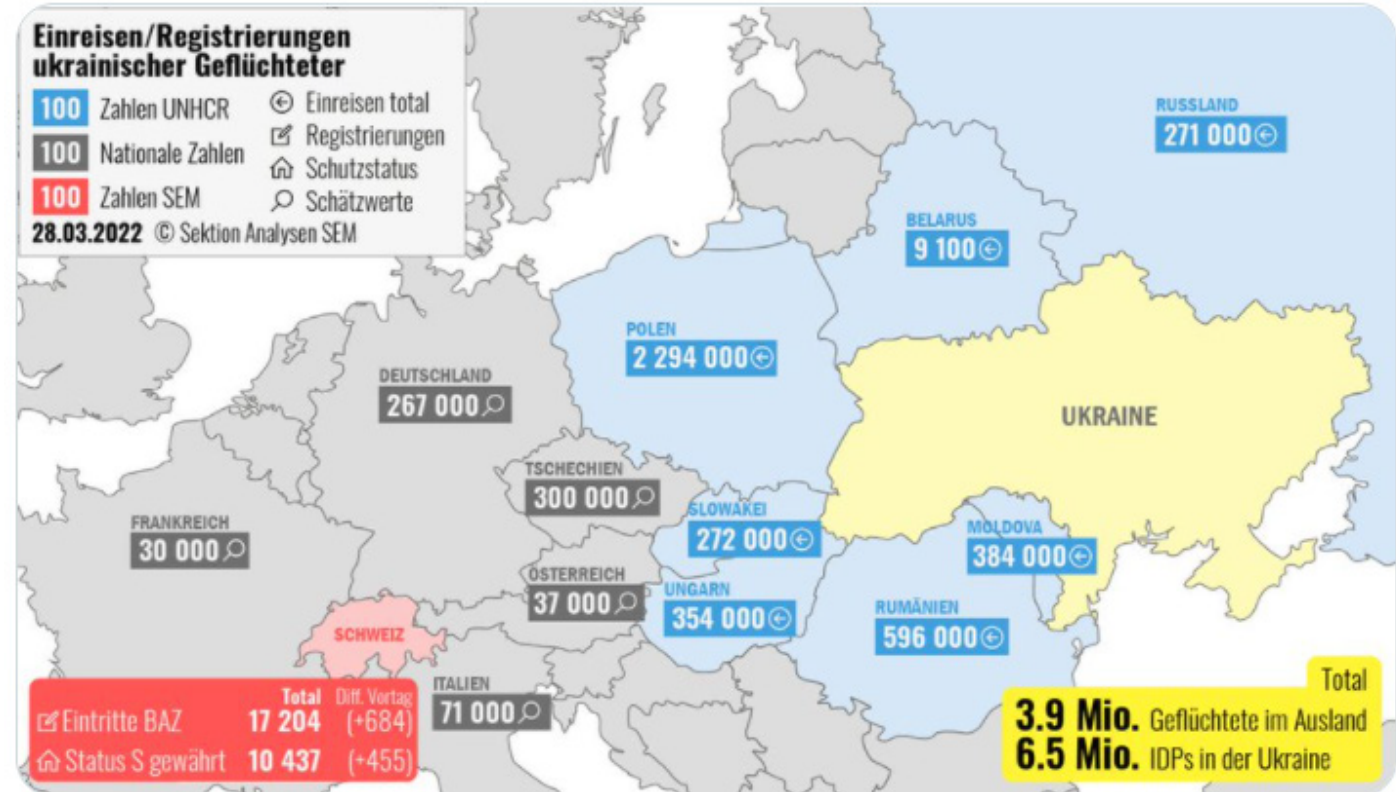 Einreisen/Registrierungen
ukrainischer Geflüchteter
100 Zahlen UNHCR
Einreisen total
100 Nationale Zahlen
Registrierungen
Schutzstatus
100 Zahlen SEM
Schätzwerte
28.03.2022 © Sektion Analysen SEM
RUSSLAND
271 000
BELARUS
9 100
POLEN
2 294 000
DEUTSCHLAND
267 000
UKRAINE
TSCHECHIEN
300 000
SLOWAKEI
272 000
FRANKREICH
30 000
MOLDOVA
384 000
ÖSTERREICH
37 000
UNGARN
354 000
RUMÄNIEN
596 000
SCHWEIZ
ITALIEN
71 000
Total Diff. Vortag
Eintritte BAZ 17 204 (+684)
Status S gewährt 10 437 (+455)
Total
3.9 Mio. Geflüchtete im Ausland
6.5 Mio. IDPs in der Ukraine